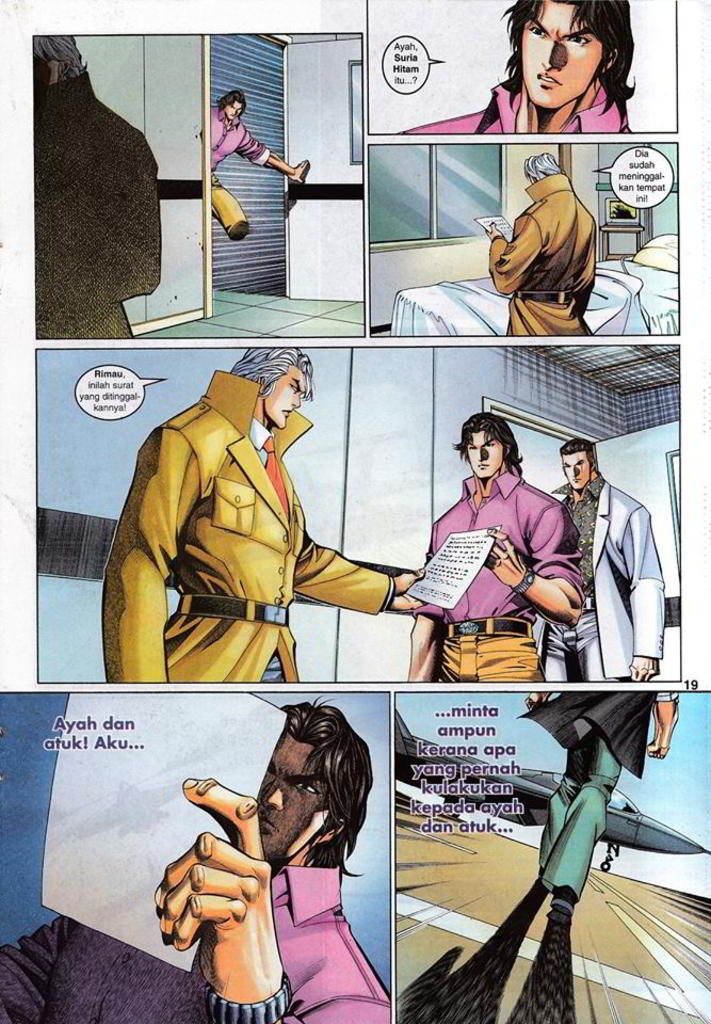 Ayah,
Suria
Hitam
itu...?
Dia
sudah
meninggal-
kan tempat
ini!
Rimau,
inilah surat
yang ditinggal-
kannya!
19
Ayah dan
atuk! Aku...
...minta
ampun
kerana apa
yang pernah
kulakukan
kepada ayah
dan atuk...